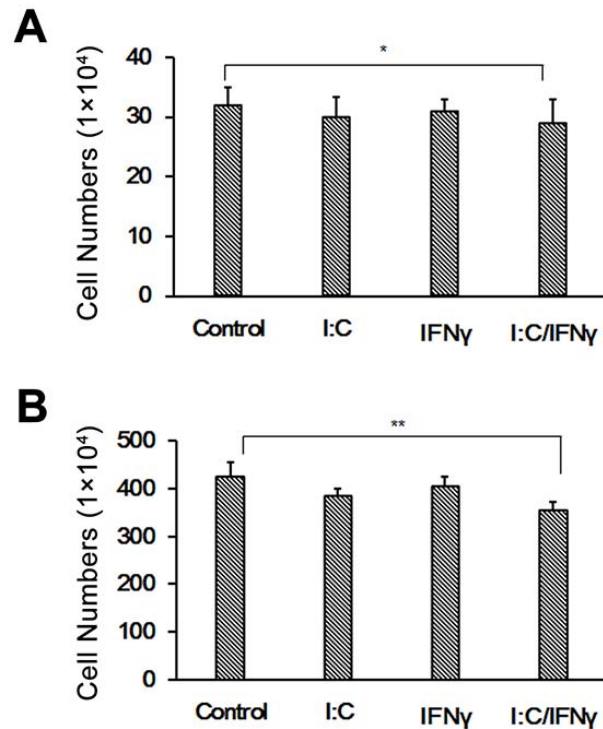 A
*
Cell Numbers (1×10⁴)
40
30
20
10
0
Control I:C IFNγ I:C/IFNγ
B
**
Cell Numbers (1×10⁴)
500
400
300
200
100
0
Control I:C IFNγ I:C/IFNγ